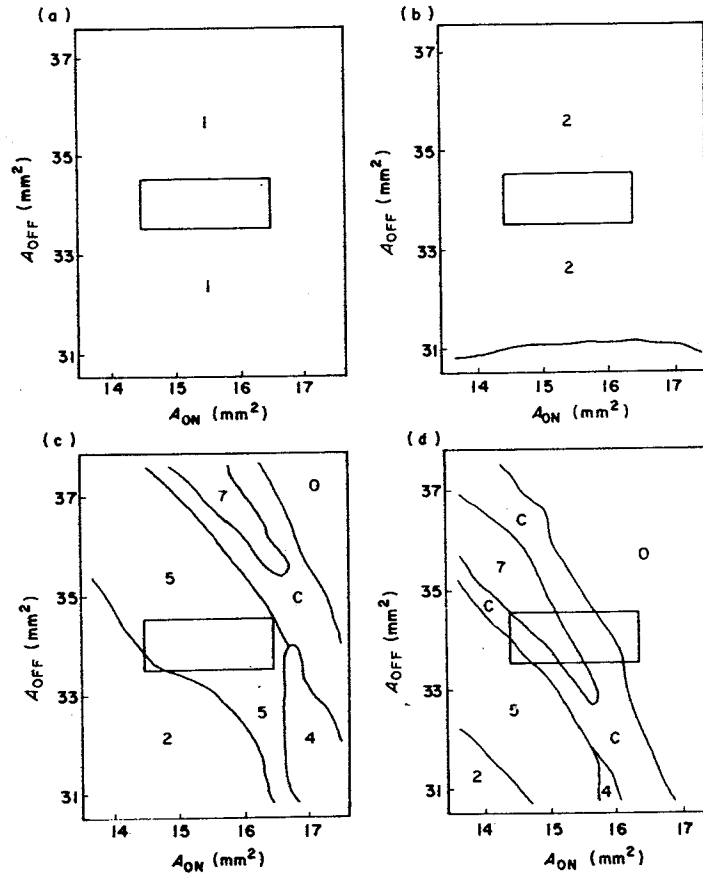 (a)
37
35
33
31
A_OFF (mm²)
1
1
14 15 16 17
A_ON (mm²)
(b)
37
35
33
31
A_OFF (mm²)
2
2
14 15 16 17
A_ON (mm²)
(c)
37
35
33
31
A_OFF (mm²)
0
7
5
C
5
2
4
14 15 16 17
A_ON (mm²)
(d)
37
35
33
31
A_OFF (mm²)
C
0
7
C
5
C
2
4
14 15 16 17
A_ON (mm²)